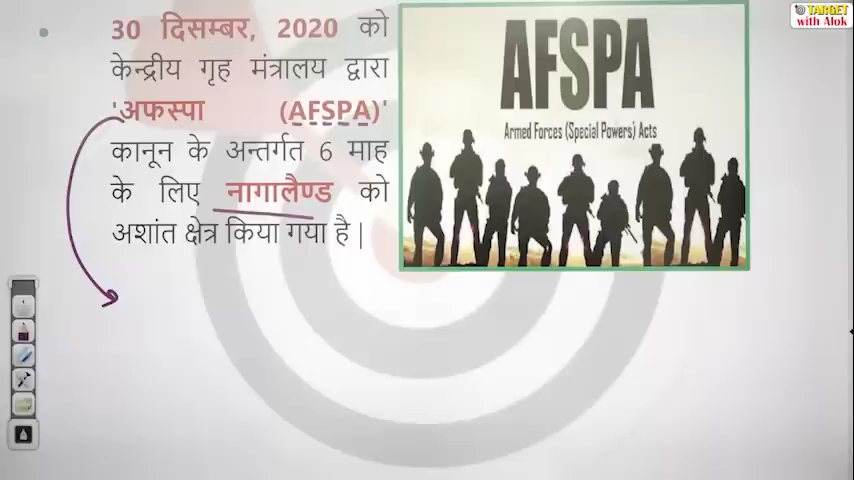 30 दिसम्बर, 2020 को
केन्द्रीय गृह मंत्रालय द्वारा
'अफस्पा (AFSPA)'
कानून के अन्तर्गत 6 माह
के लिए नागालैण्ड को
अशांत क्षेत्र किया गया है |
AFSPA
Armed Forces (Special Powers) Acts
TARGET
with Alok